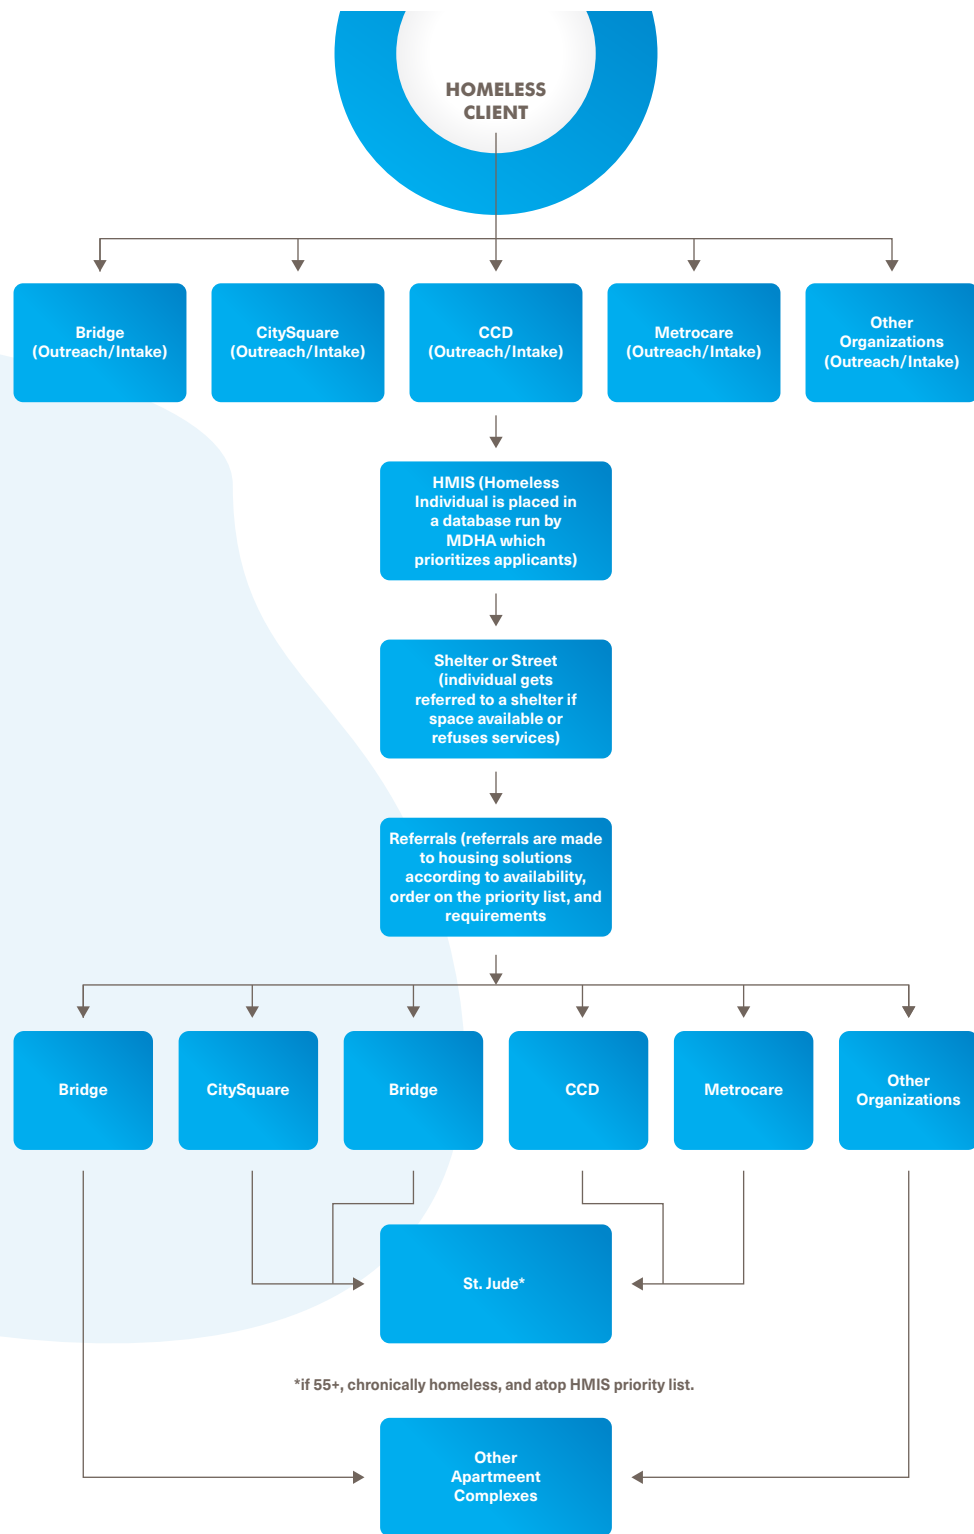 HOMELESS
CLIENT
Bridge
(Outreach/Intake)
CitySquare
(Outreach/Intake)
CCD
(Outreach/Intake)
Metrocare
(Outreach/Intake)
Other
Organizations
(Outreach/Intake)
HMIS (Homeless
Individual is placed in
a database run by
MDHA which
prioritizes applicants)
Shelter or Street
(individual gets
referred to a shelter if
space available or
refuses services)
Referrals (referrals are made
to housing solutions
according to availability,
order on the priority list, and
requirements
Bridge
CitySquare
Bridge
CCD
Metrocare
Other
Organizations
St. Jude*
*if 55+, chronically homeless, and atop HMIS priority list.
Other
Apartmeent
Complexes